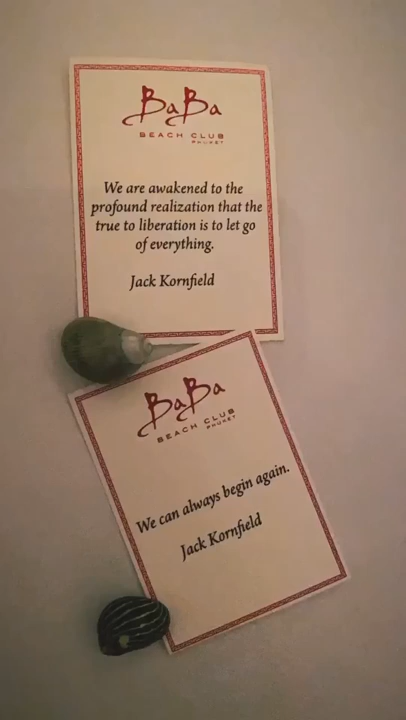 BaBa
BEACH CLUB
PHUKET
We are awakened to the
profound realization that the
true to liberation is to let go
of everything.
Jack Kornfield
BaBa
BEACH CLUB
PHUKET
We can always begin again.
Jack Kornfield